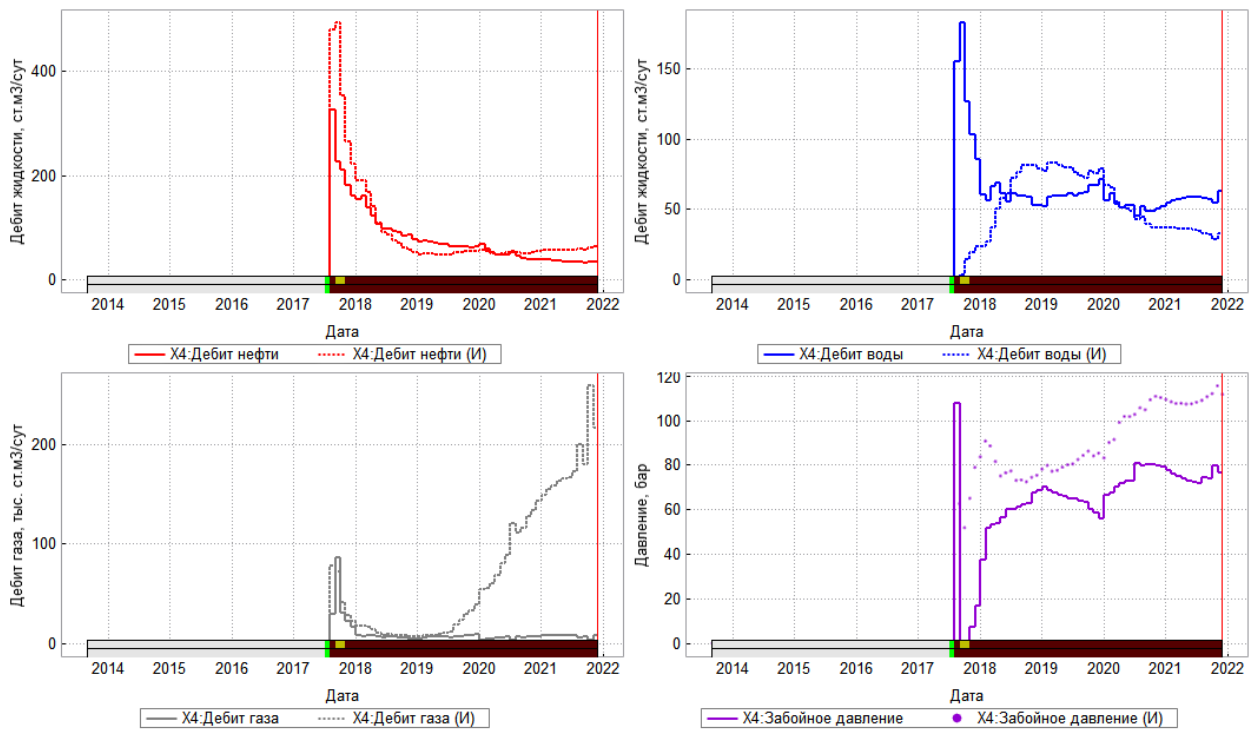 Дебит жидкости, ст.м3/сут
400
200
0
2014 2015 2016 2017 2018 2019 2020 2021 2022
Дата
X4:Дебит нефти X4:Дебит нефти (И)
Дебит жидкости, ст.м3/сут
150
100
50
0
2014 2015 2016 2017 2018 2019 2020 2021 2022
Дата
X4:Дебит воды X4:Дебит воды (И)
Дебит газа, тыс. ст.м3/сут
200
100
0
2014 2015 2016 2017 2018 2019 2020 2021 2022
Дата
X4:Дебит газа X4:Дебит газа (И)
Давление, бар
120
100
80
60
40
20
0
2014 2015 2016 2017 2018 2019 2020 2021 2022
Дата
X4:Забойное давление X4:Забойное давление (И)